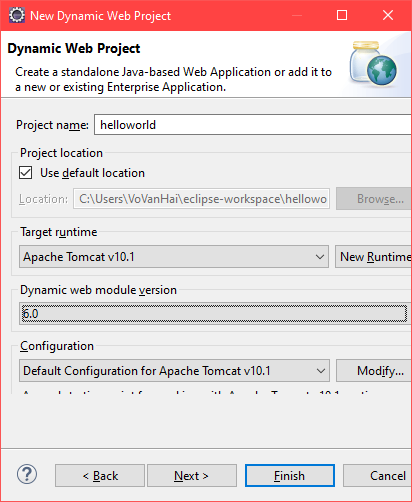 New Dynamic Web Project
Dynamic Web Project
Create a standalone Java-based Web Application or add it to
a new or existing Enterprise Application.
Project name: helloworld
Project location
Use default location
Location: C:\Users\VoVanHai\eclipse-workspace\hellowo Browse...
Target runtime
Apache Tomcat v10.1 New Runtime
Dynamic web module version
6.0
Configuration
Default Configuration for Apache Tomcat v10.1 Modify...
? < Back Next > Finish Cancel